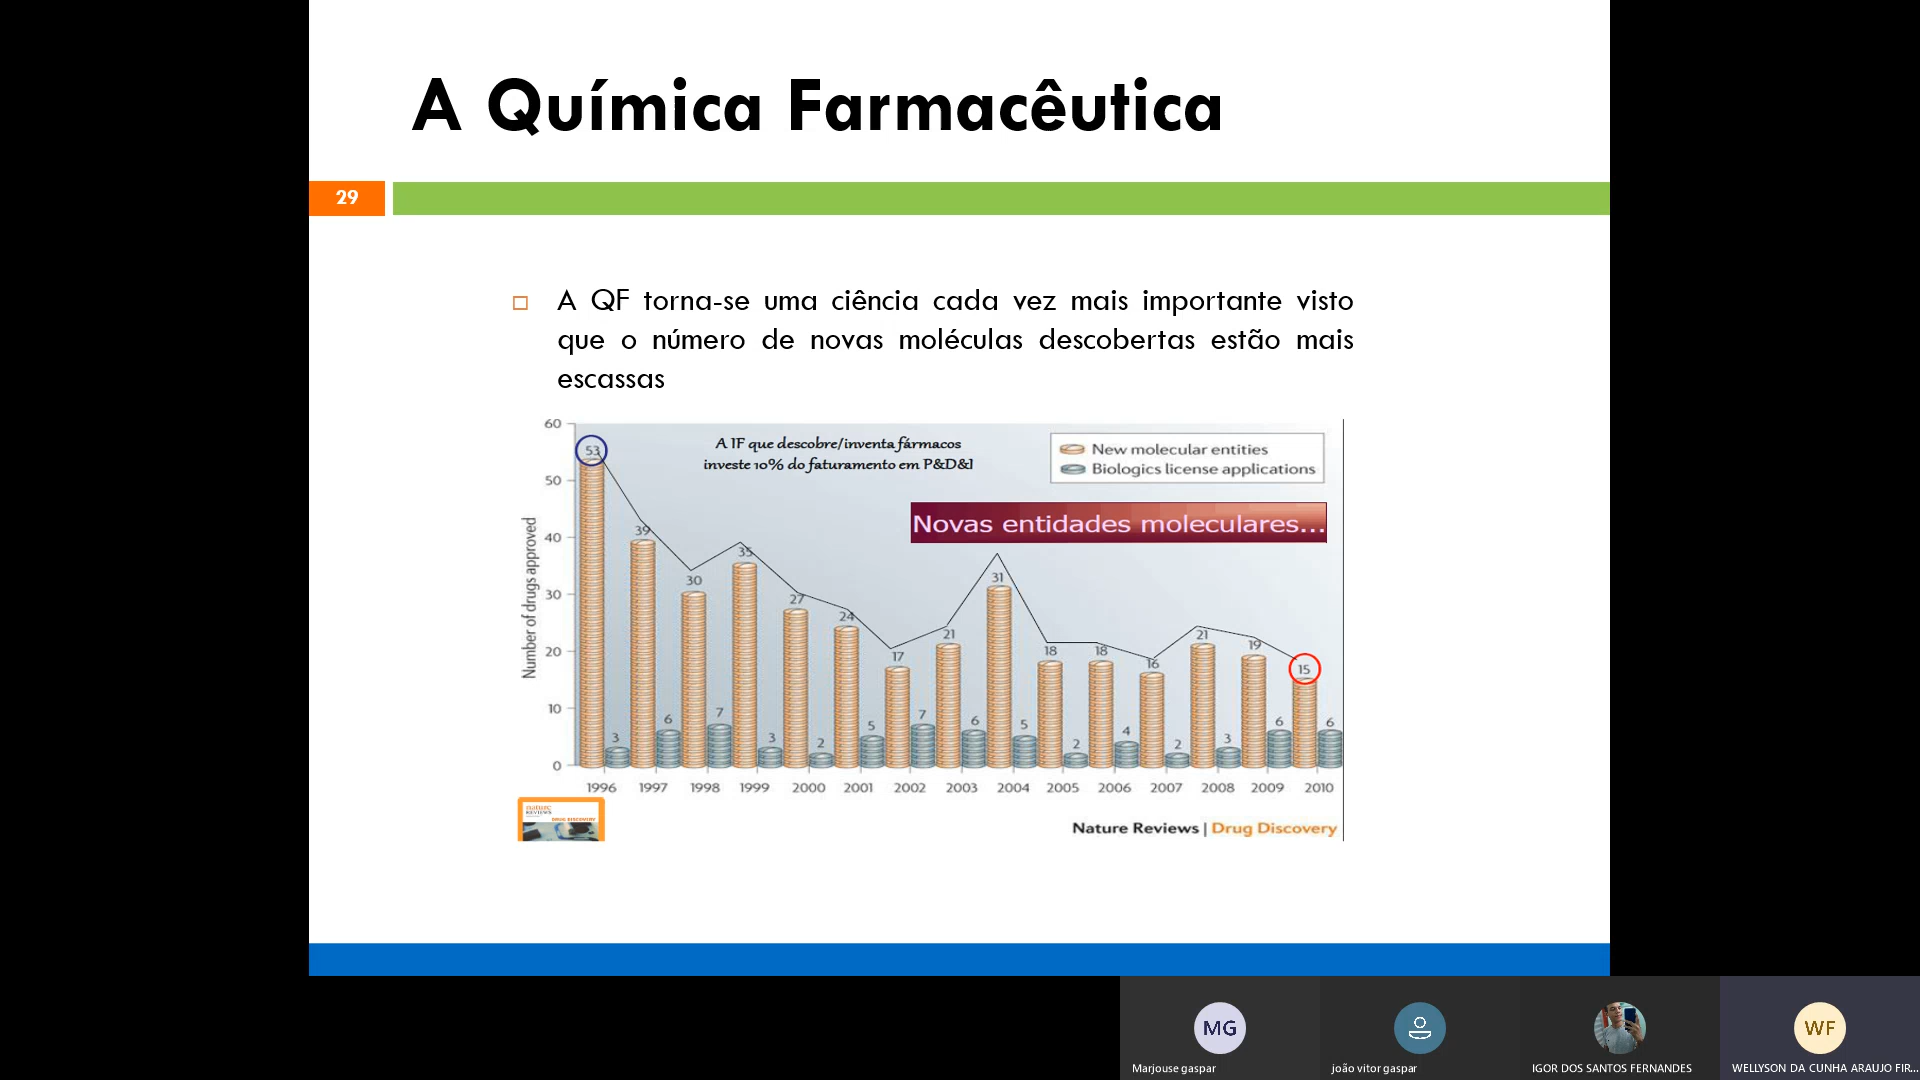 A Química Farmacêutica
29
A QF torna-se uma ciência cada vez mais importante visto
que o número de novas moléculas descobertas estão mais
escassas
A IF que descobre/inventa fármacos
investe 10% do faturamento em P&D&I
New molecular entities
Biologics license applications
Novas entidades moleculares...
Number of drugs approved
60
50
40
30
20
10
0
53 3 39 6 30 7 35 3 27 2 24 5 17 7 21 6 31 5 18 2 18 4 16 2 21 3 19 6 15 6
1996 1997 1998 1999 2000 2001 2002 2003 2004 2005 2006 2007 2008 2009 2010
nature
REVIEWS
DRUG DISCOVERY
Nature Reviews | Drug Discovery
MG
WF
Marjouse gaspar
joão vitor gaspar
IGOR DOS SANTOS FERNANDES
WELLYSON DA CUNHA ARAUJO FIR...